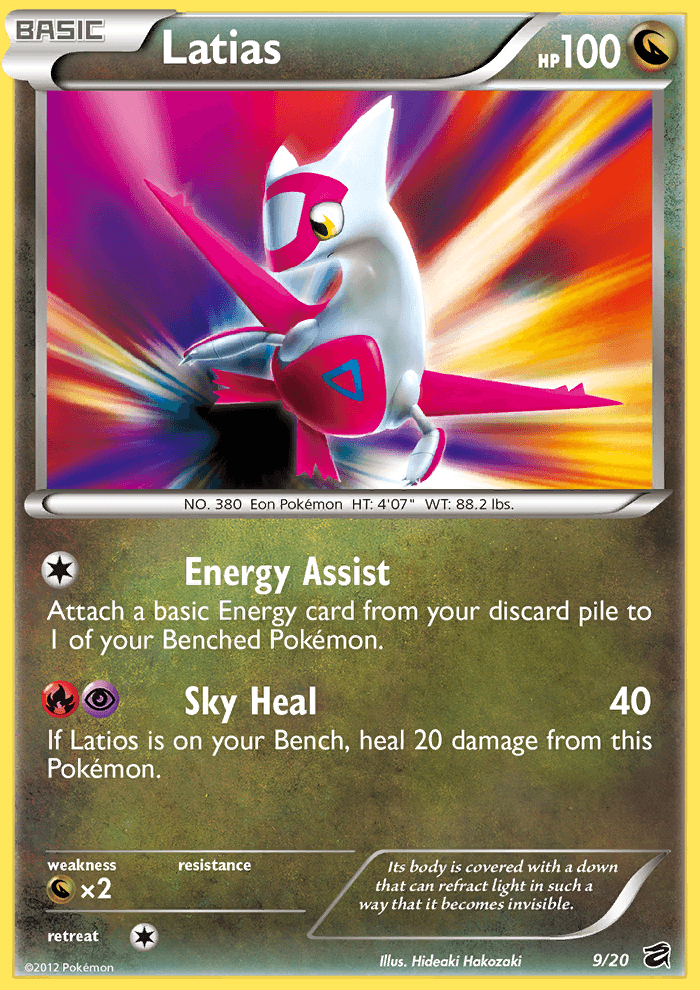 BASIC
Latias
HP100
NO. 380 Eon Pokémon HT: 4'07" WT: 88.2 lbs.
Energy Assist
Attach a basic Energy card from your discard pile to
1 of your Benched Pokémon.
Sky Heal 40
If Latios is on your Bench, heal 20 damage from this
Pokémon.
weakness resistance
×2
Its body is covered with a down
that can refract light in such a
way that it becomes invisible.
retreat
©2012 Pokémon
Illus. Hideaki Hakozaki
9/20